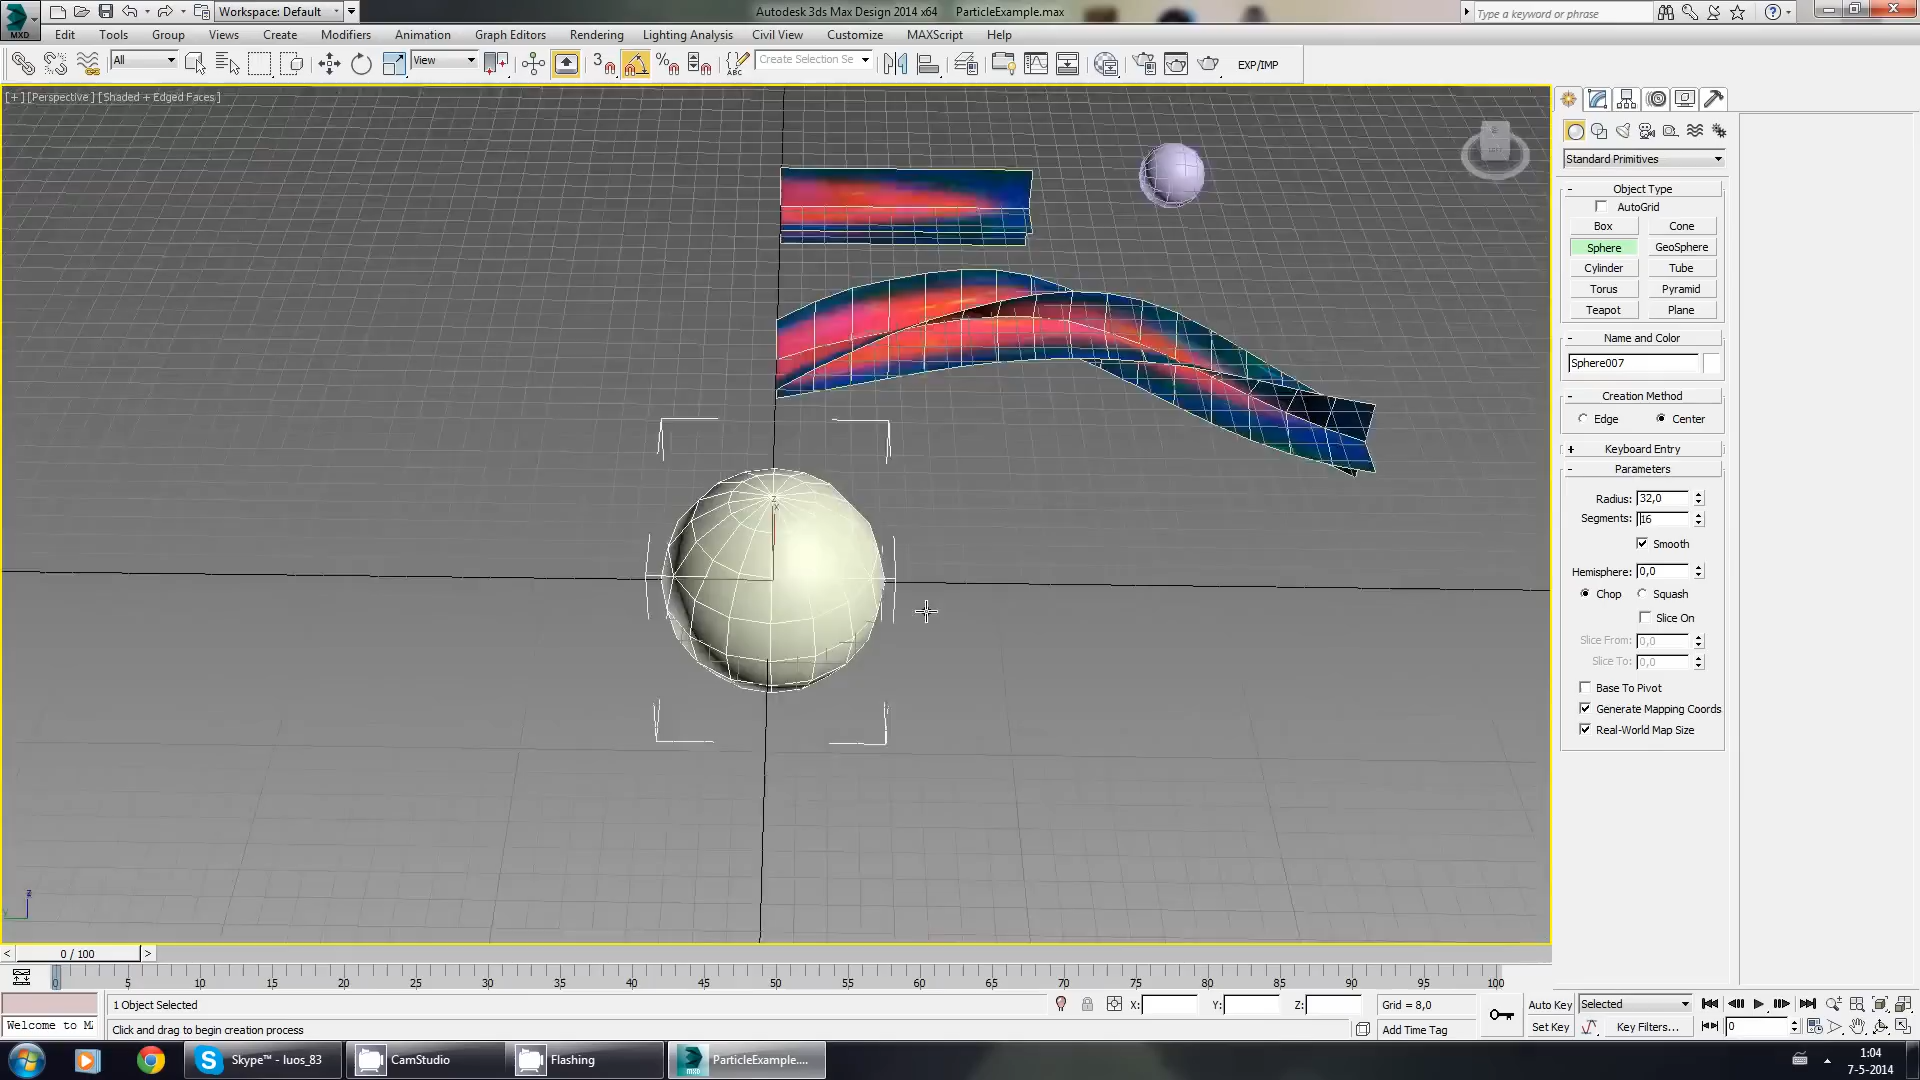 Workspace: Default
Autodesk 3ds Max Design 2014 x64 ParticleExample.max
Type a keyword or phrase
MXD
Edit Tools Group Views Create Modifiers Animation Graph Editors Rendering Lighting Analysis Civil View Customize MAXScript Help
All View 3 ABC Create Selection Se EXP/IMP
[+] [Perspective] [Shaded + Edged Faces]
Standard Primitives
- Object Type
AutoGrid
Box Cone
Sphere GeoSphere
Cylinder Tube
Torus Pyramid
Teapot Plane
- Name and Color
Sphere007
- Creation Method
Edge Center
+ Keyboard Entry
- Parameters
Radius: 32,0
Segments: 16
Smooth
Hemisphere: 0,0
Chop Squash
Slice On
Slice From: 0,0
Slice To: 0,0
Base To Pivot
Generate Mapping Coords
Real-World Map Size
z
x
z
< 0 / 100 >
0 5 10 15 20 25 30 35 40 45 50 55 60 65 70 75 80 85 90 95 100
1 Object Selected X: Y: Z: Grid = 8,0 Auto Key Selected
Welcome to M Click and drag to begin creation process Add Time Tag Set Key Key Filters... 0
Skype™ - luos_83 CamStudio Flashing ParticleExample....
1:04
7-5-2014